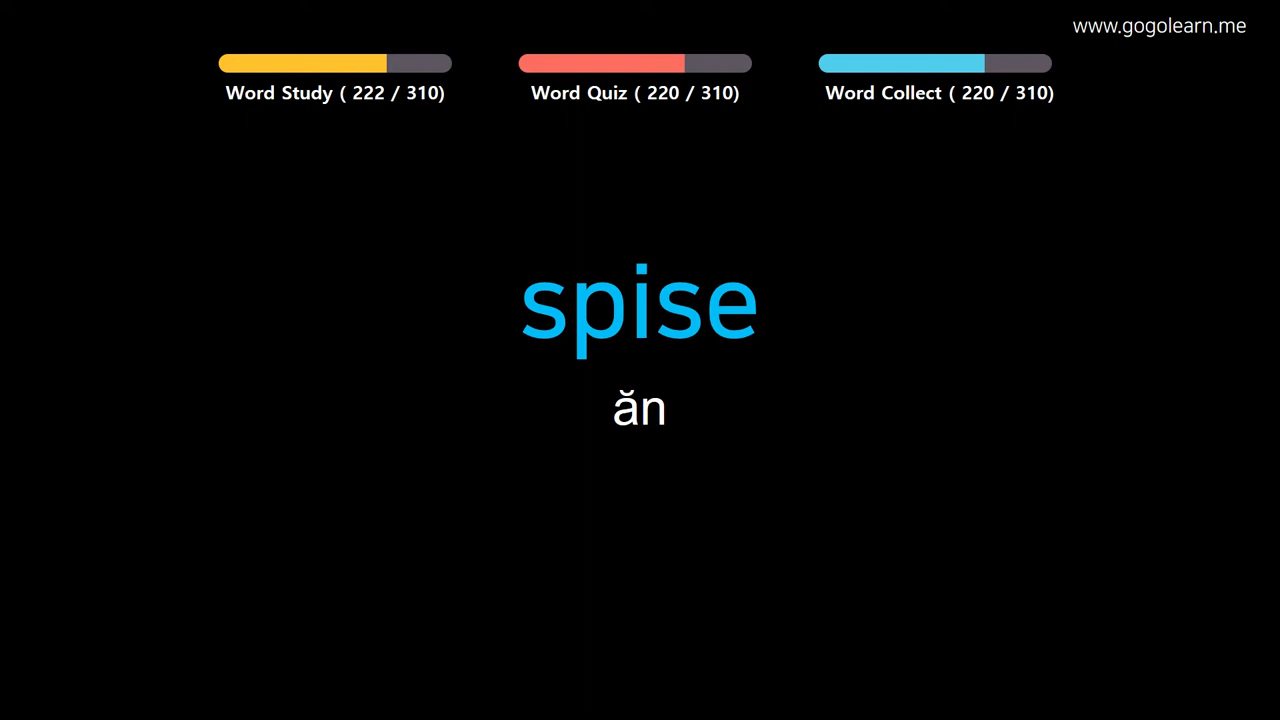 www.gogolearn.me
Word Study ( 222 / 310)
Word Quiz ( 220 / 310)
Word Collect ( 220 / 310)
spise
ăn